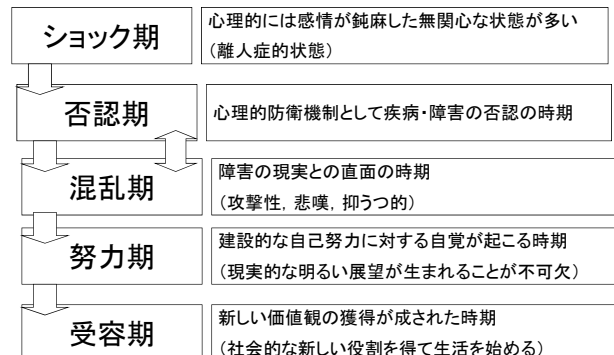 ショック期
心理的には感情が鈍麻した無関心な状態が多い
(離人症的状態)
否認期
心理的防衛機制として疾病・障害の否認の時期
混乱期
障害の現実との直面の時期
(攻撃性, 悲嘆, 抑うつ的)
努力期
建設的な自己努力に対する自覚が起こる時期
(現実的な明るい展望が生まれることが不可欠)
受容期
新しい価値観の獲得が成された時期
(社会的な新しい役割を得て生活を始める)